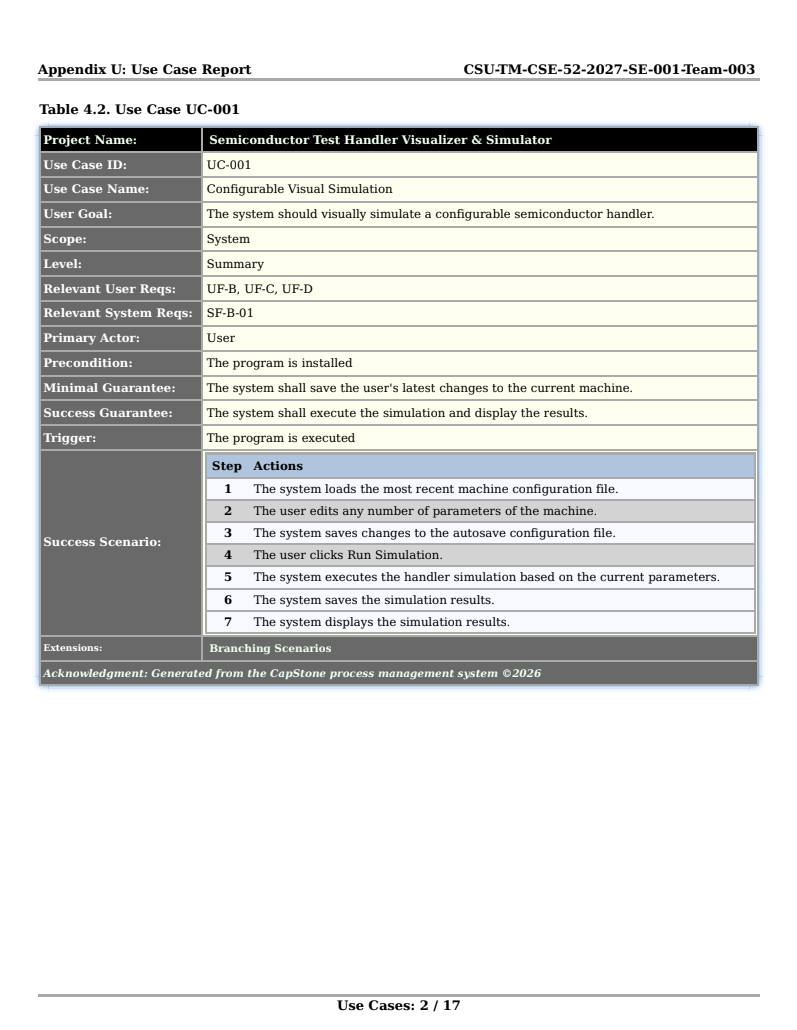 Appendix U: Use Case Report CSU-TM-CSE-52-2027-SE-001-Team-003
Table 4.2. Use Case UC-001
Project Name: Semiconductor Test Handler Visualizer & Simulator
Use Case ID: UC-001
Use Case Name: Configurable Visual Simulation
User Goal: The system should visually simulate a configurable semiconductor handler.
Scope: System
Level: Summary
Relevant User Reqs: UF-B, UF-C, UF-D
Relevant System Reqs: SF-B-01
Primary Actor: User
Precondition: The program is installed
Minimal Guarantee: The system shall save the user's latest changes to the current machine.
Success Guarantee: The system shall execute the simulation and display the results.
Trigger: The program is executed
Success Scenario:
Step Actions
1 The system loads the most recent machine configuration file.
2 The user edits any number of parameters of the machine.
3 The system saves changes to the autosave configuration file.
4 The user clicks Run Simulation.
5 The system executes the handler simulation based on the current parameters.
6 The system saves the simulation results.
7 The system displays the simulation results.
Extensions: Branching Scenarios
Acknowledgment: Generated from the CapStone process management system ©2026
Use Cases: 2 / 17